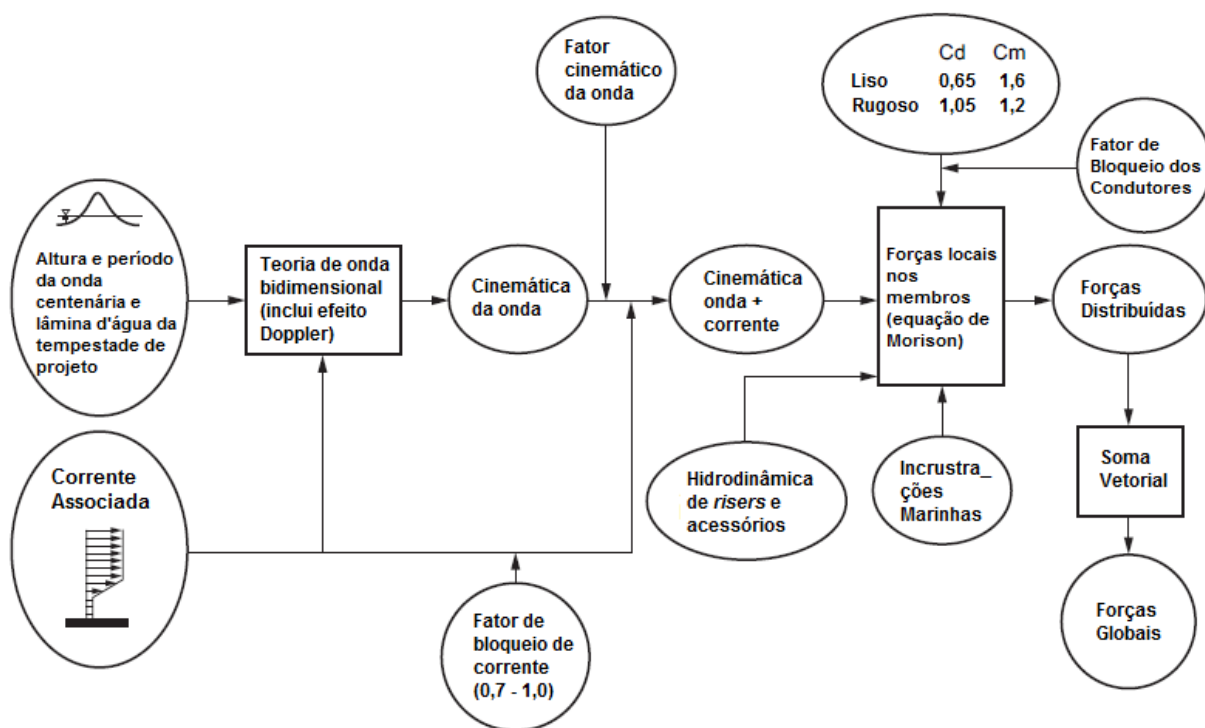 Fator
cinemático
da onda
Cd Cm
Liso 0,65 1,6
Rugoso 1,05 1,2
Fator de
Bloqueio dos
Condutores
Altura e período
da onda
centenária e
lâmina d'água da
tempestade de
projeto
Teoria de onda
bidimensional
(inclui efeito
Doppler)
Cinemática
da onda
Cinemática
onda +
corrente
Forças locais
nos
membros
(equação de
Morison)
Forças
Distribuídas
Corrente
Associada
Fator de
bloqueio de
corrente
(0,7 - 1,0)
Hidrodinâmica
de risers e
acessórios
Incrustra_
ções
Marinhas
Soma
Vetorial
Forças
Globais